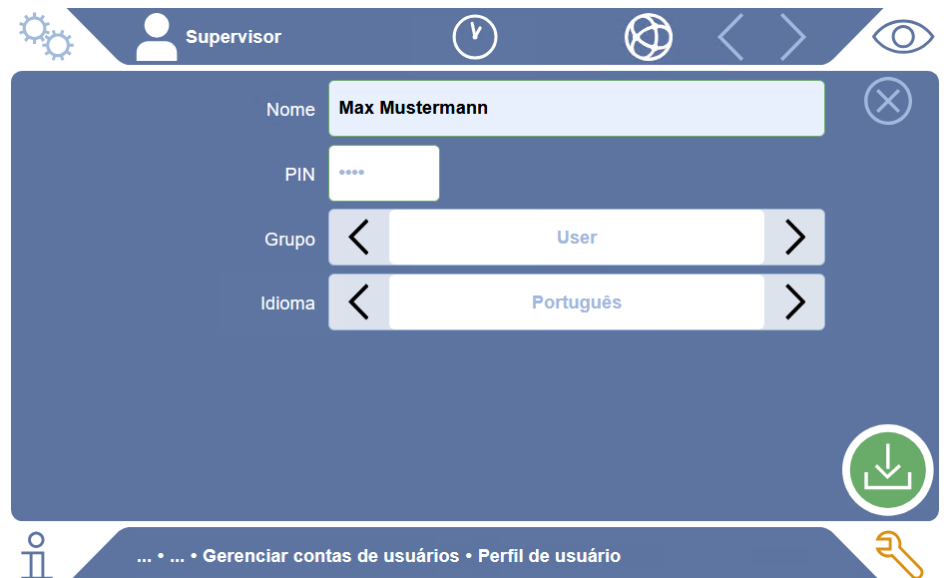 Supervisor
Nome Max Mustermann
PIN ••••
Grupo User
Idioma Português
... • ... • Gerenciar contas de usuários • Perfil de usuário